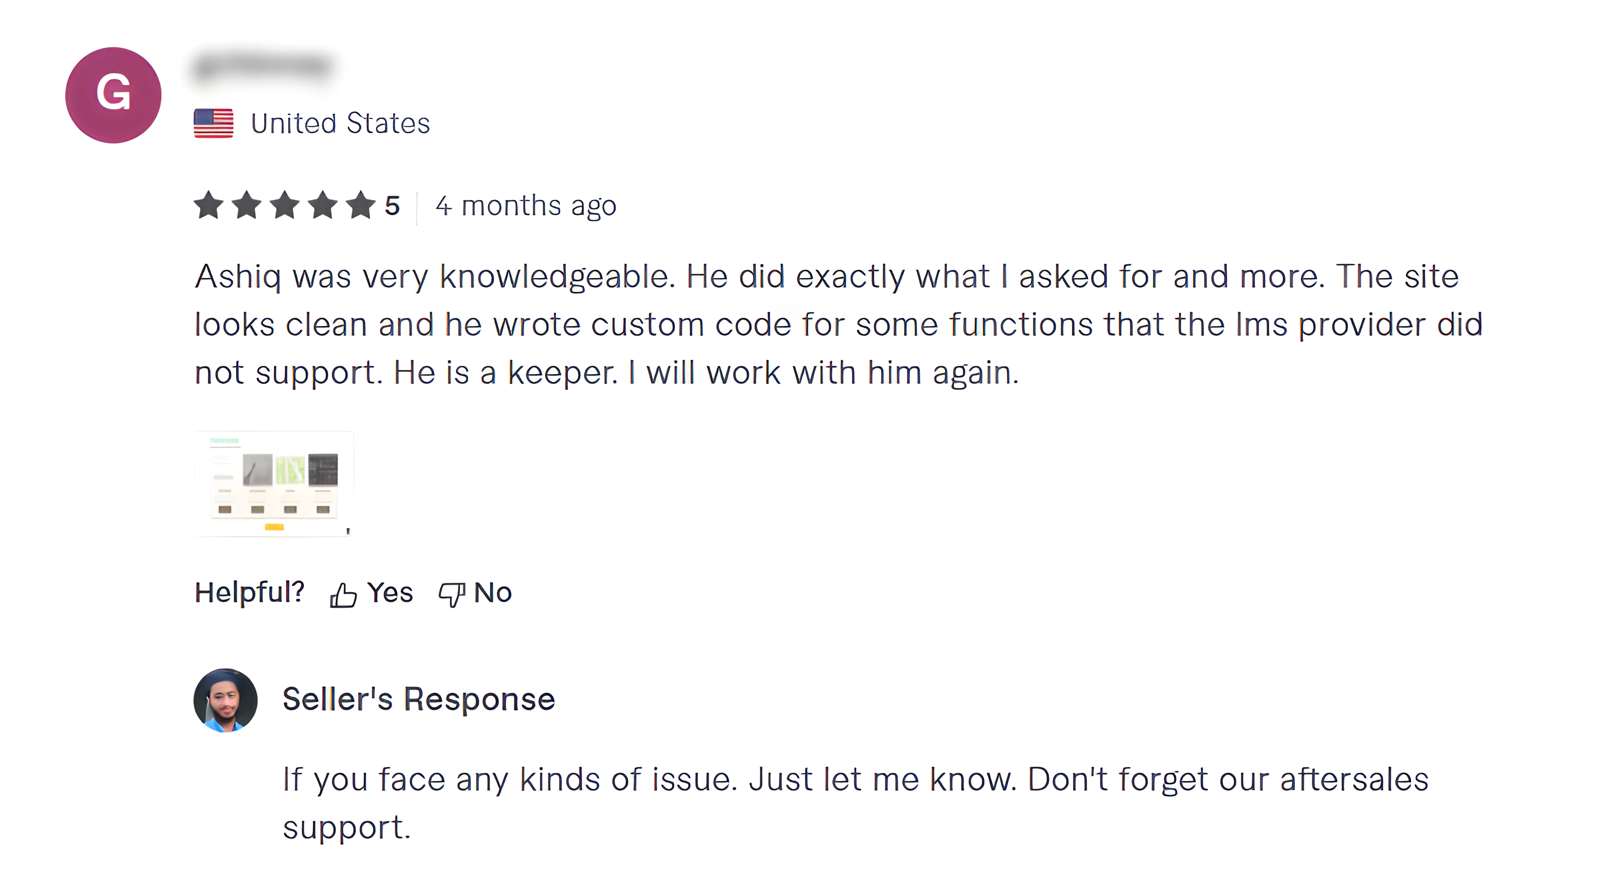 G
United States
5 4 months ago
Ashiq was very knowledgeable. He did exactly what I asked for and more. The site
looks clean and he wrote custom code for some functions that the lms provider did
not support. He is a keeper. I will work with him again.
Helpful? Yes No
Seller's Response
If you face any kinds of issue. Just let me know. Don't forget our aftersales
support.